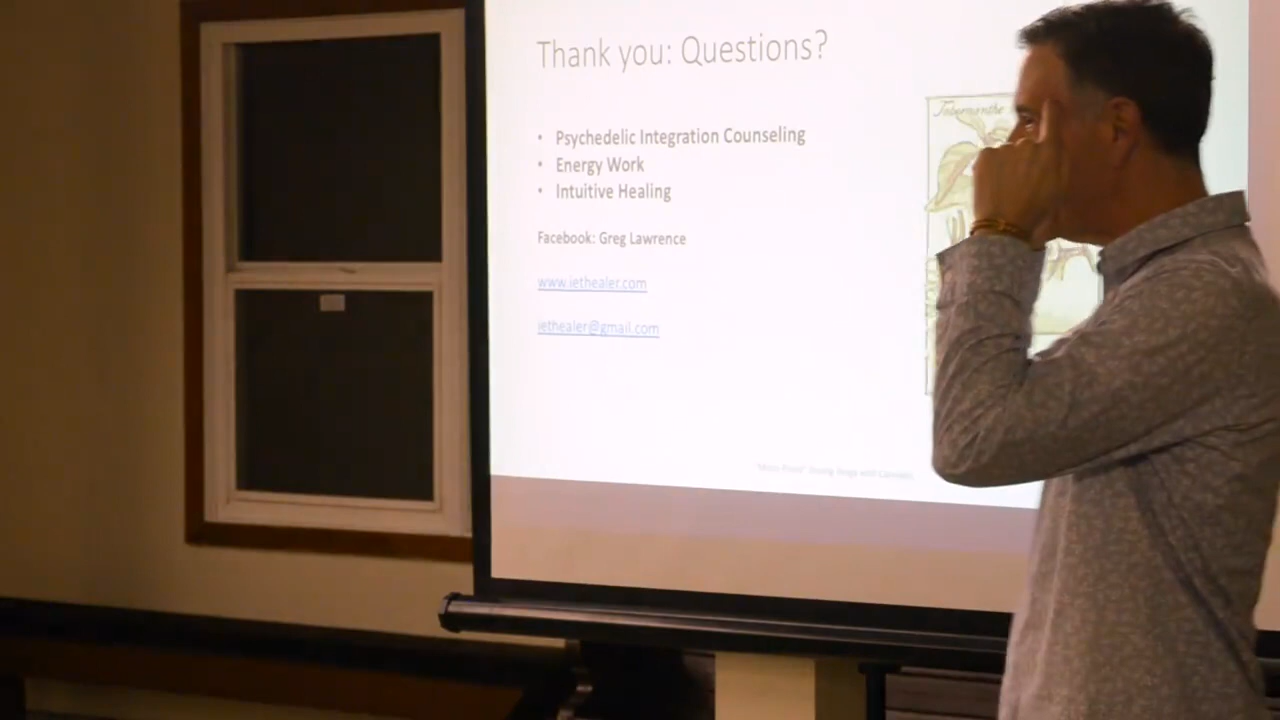 Thank you: Questions?
• Psychedelic Integration Counseling
• Energy Work
• Intuitive Healing
Facebook: Greg Lawrence
www.iethealer.com
iethealer@gmail.com
Tabernanthe